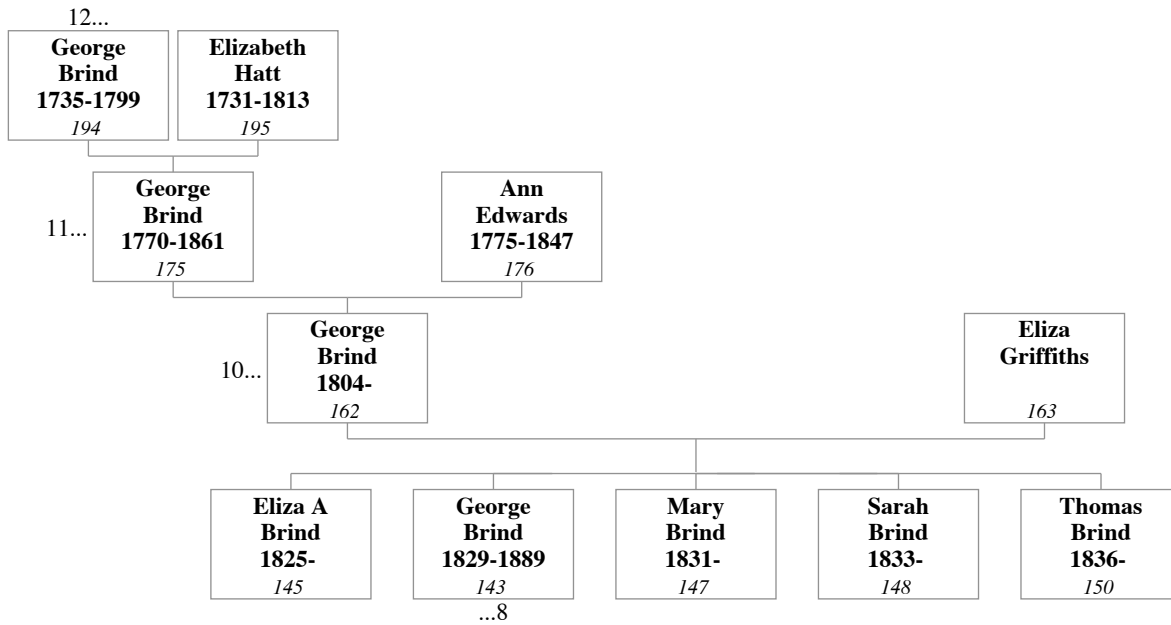 12...
George
Brind
1735-1799
194
Elizabeth
Hatt
1731-1813
195
11...
George
Brind
1770-1861
175
Ann
Edwards
1775-1847
176
10...
George
Brind
1804-
162
Eliza
Griffiths
163
Eliza A
Brind
1825-
145
George
Brind
1829-1889
143
...8
Mary
Brind
1831-
147
Sarah
Brind
1833-
148
Thomas
Brind
1836-
150